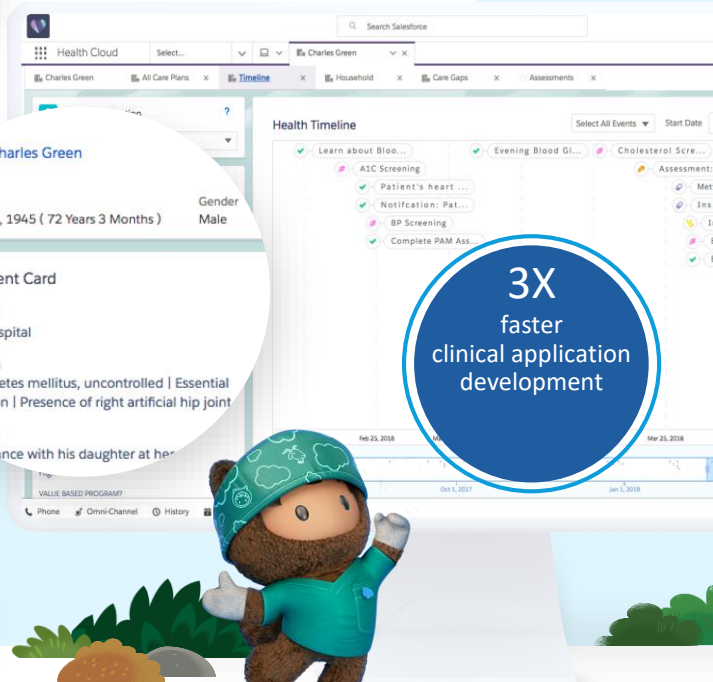 Search Salesforce
Health Cloud
Select...
Charles Green
Charles Green
All Care Plans
Timeline
Household
Care Gaps
Assessments
?
Health Timeline
Select All Events
Start Date
Learn about Bloo...
Evening Blood Gl...
Cholesterol Scre...
A1C Screening
Assessment:
Patient's heart ...
Met
Notifcation: Pat...
Ins
BP Screening
Complete PAM Ass...
harles Green
Gender
, 1945 ( 72 Years 3 Months )
Male
ent Card
spital
etes mellitus, uncontrolled | Essential
n | Presence of right artificial hip joint
nce with his daughter at her
3X
faster
clinical application
development
Feb 25, 2018
Mar 25, 2018
Oct 1, 2017
Jan 1, 2018
VALUE BASED PROGRAM?
Phone
Omni-Channel
History